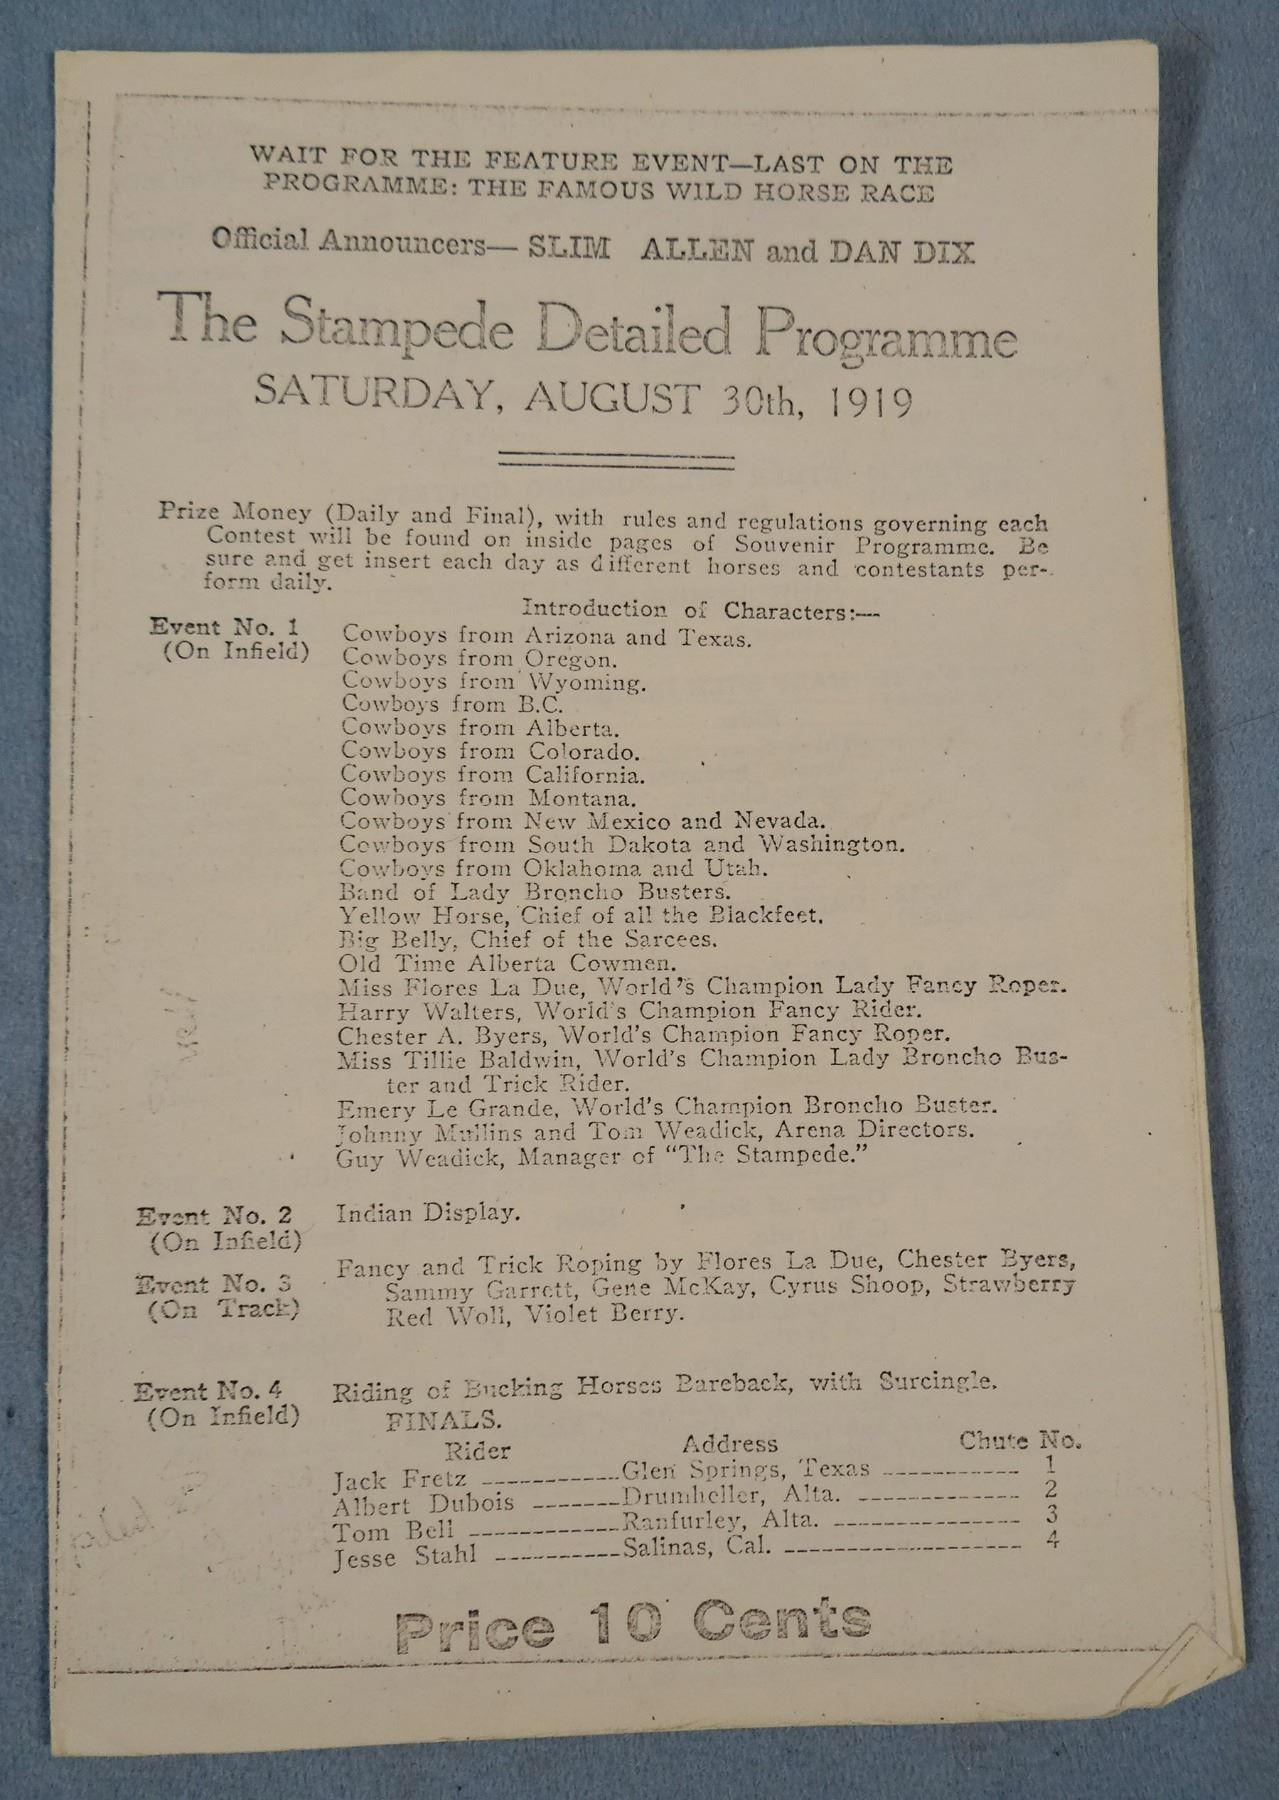 WAIT FOR THE FEATURE EVENT—LAST ON THE
PROGRAMME: THE FAMOUS WILD HORSE RACE
Official Announcers— SLIM ALLEN and DAN DIX
The Stampede Detailed Programme
SATURDAY, AUGUST 30th, 1919
Prize Money (Daily and Final), with rules and regulations governing each
Contest will be found on inside pages of Souvenir Programme. Be
sure and get insert each day as different horses and contestants per-
form daily.
Introduction of Characters:—
Event No. 1
(On Infield)
Cowboys from Arizona and Texas.
Cowboys from Oregon.
Cowboys from Wyoming.
Cowboys from B.C.
Cowboys from Alberta.
Cowboys from Colorado.
Cowboys from California.
Cowboys from Montana.
Cowboys from New Mexico and Nevada.
Cowboys from South Dakota and Washington.
Cowboys from Oklahoma and Utah.
Band of Lady Broncho Busters.
Yellow Horse, Chief of all the Blackfeet.
Big Belly, Chief of the Sarcees.
Old Time Alberta Cowmen.
Miss Flores La Due, World's Champion Lady Fancy Roper.
Harry Walters, World's Champion Fancy Rider.
Chester A. Byers, World's Champion Fancy Roper.
Miss Tillie Baldwin, World's Champion Lady Broncho Bus-
ter and Trick Rider.
Emery Le Grande, World's Champion Broncho Buster.
Johnny Mullins and Tom Weadick, Arena Directors.
Guy Weadick, Manager of "The Stampede."
Event No. 2
(On Infield)
Indian Display.
Event No. 3
(On Track)
Fancy and Trick Roping by Flores La Due, Chester Byers,
Sammy Garrett, Gene McKay, Cyrus Shoop, Strawberry
Red Woll, Violet Berry.
Event No. 4
(On Infield)
Riding of Bucking Horses Bareback, with Surcingle.
FINALS.
Rider Address Chute No.
Jack Fretz ----------- Glen Springs, Texas ----------- 1
Albert Dubois ------- Drumheller, Alta. ------------- 2
Tom Bell ------------ Ranfurley, Alta. --------------- 3
Jesse Stahl ---------- Salinas, Cal. ------------------- 4
Price 10 Cents